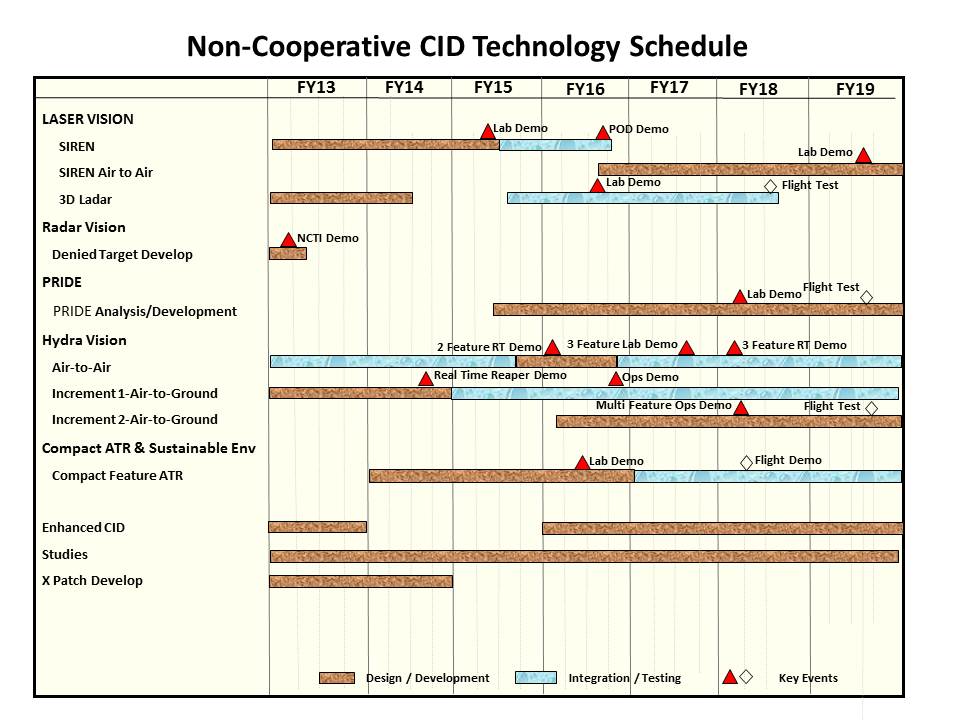 Non-Cooperative CID Technology Schedule
FY13 FY14 FY15 FY16 FY17 FY18 FY19
LASER VISION
Lab Demo POD Demo
SIREN
Lab Demo
SIREN Air to Air
Lab Demo Flight Test
3D Ladar
Radar Vision
NCTI Demo
Denied Target Develop
PRIDE
Lab Demo Flight Test
PRIDE Analysis/Development
Hydra Vision
2 Feature RT Demo 3 Feature Lab Demo 3 Feature RT Demo
Air-to-Air
Real Time Reaper Demo Ops Demo
Increment 1-Air-to-Ground
Multi Feature Ops Demo Flight Test
Increment 2-Air-to-Ground
Compact ATR & Sustainable Env
Lab Demo Flight Demo
Compact Feature ATR
Enhanced CID
Studies
X Patch Develop
Design / Development Integration / Testing Key Events